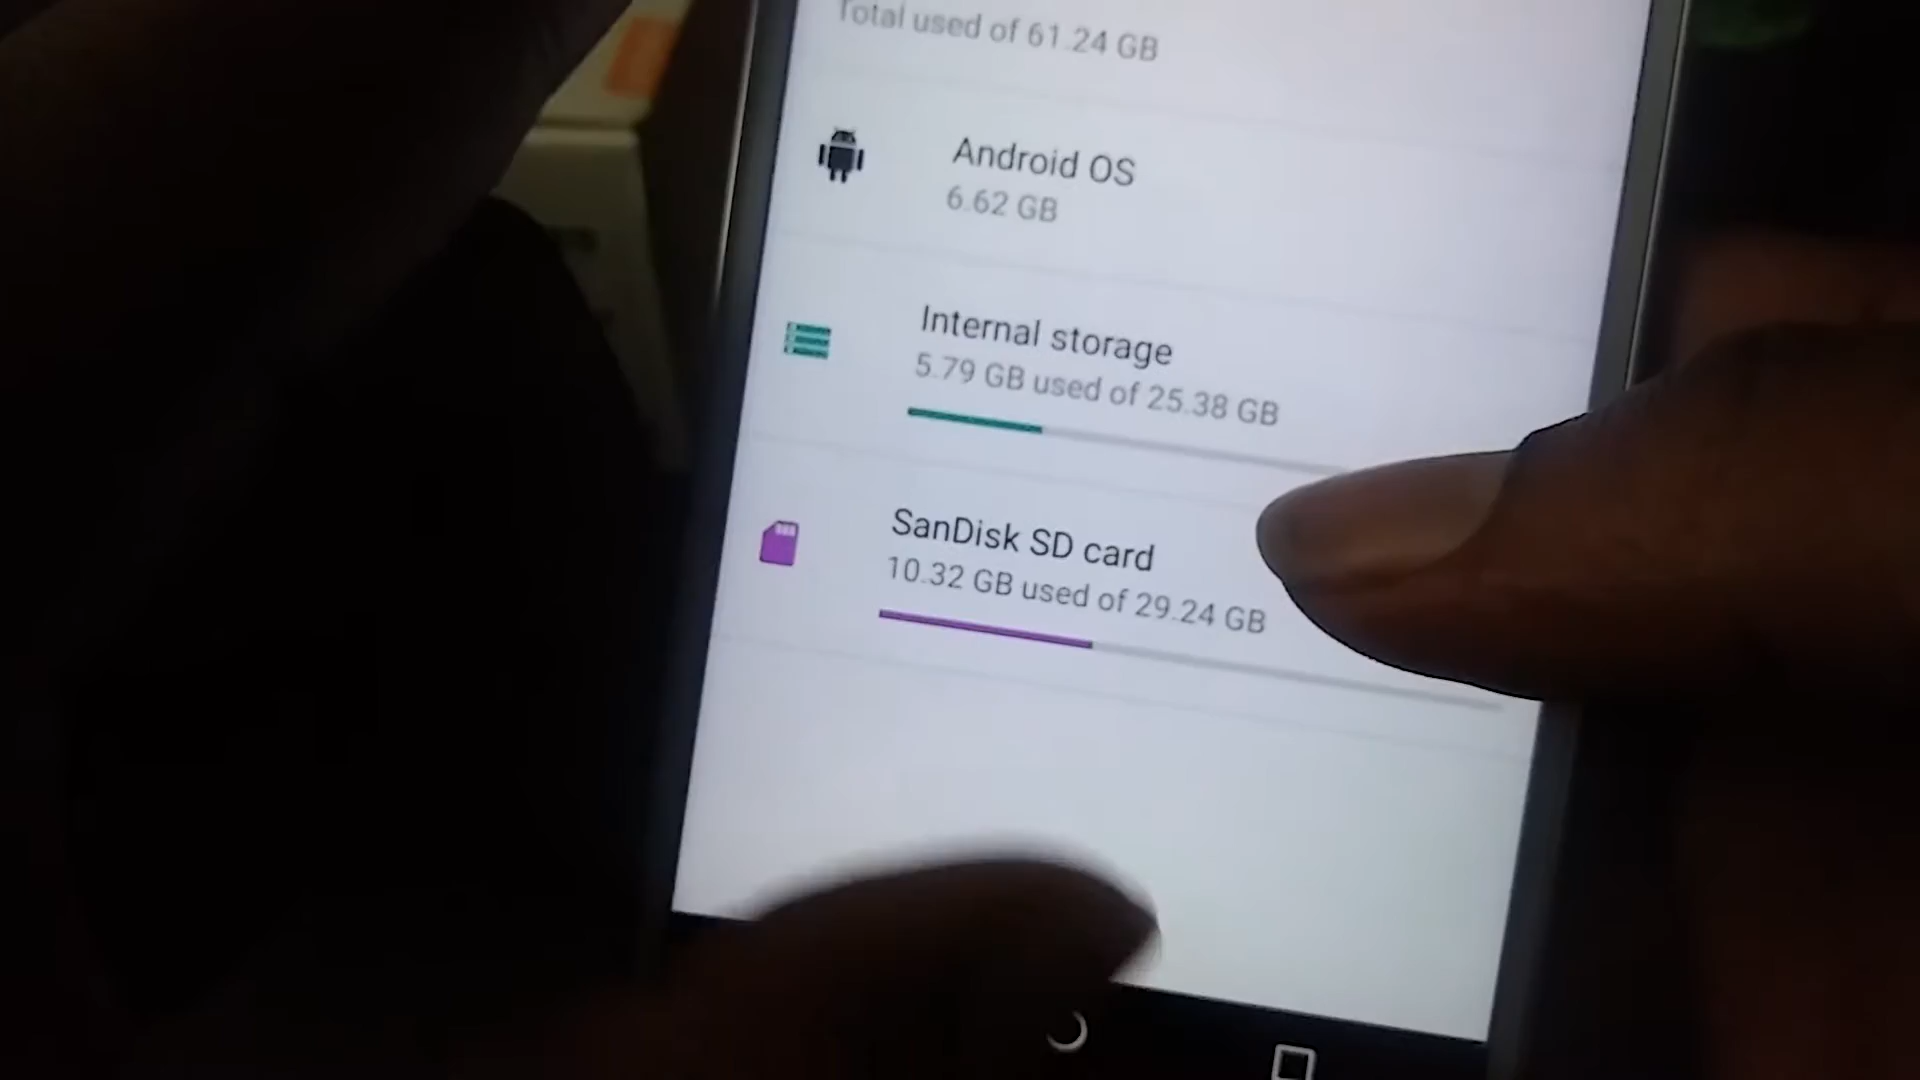 Total used of 61.24 GB
Android OS
6.62 GB
Internal storage
5.79 GB used of 25.38 GB
SanDisk SD card
10.32 GB used of 29.24 GB